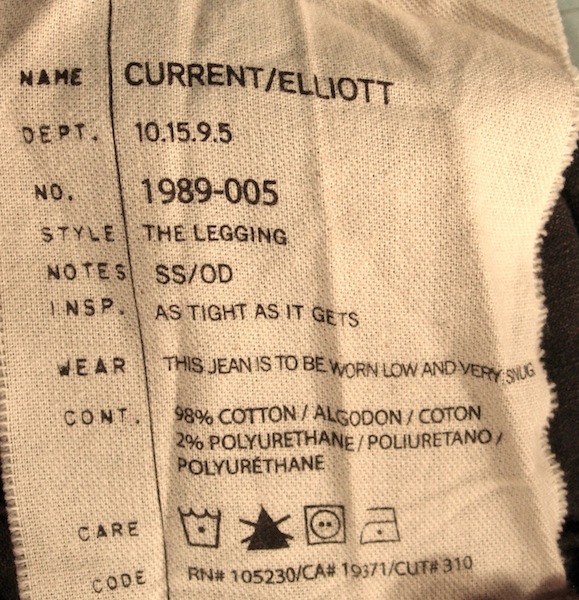 NAME CURRENT/ELLIOTT
DEPT. 10.15.9.5
NO. 1989-005
STYLE THE LEGGING
NOTES SS/OD
INSP. AS TIGHT AS IT GETS
WEAR THIS JEAN IS TO BE WORN LOW AND VERY SNUG
CONT. 98% COTTON / ALGODON / COTON
2% POLYURETHANE / POLIURETANO /
POLYURÉTHANE
CARE
CODE RN# 105230/CA# 19371/CUT# 310